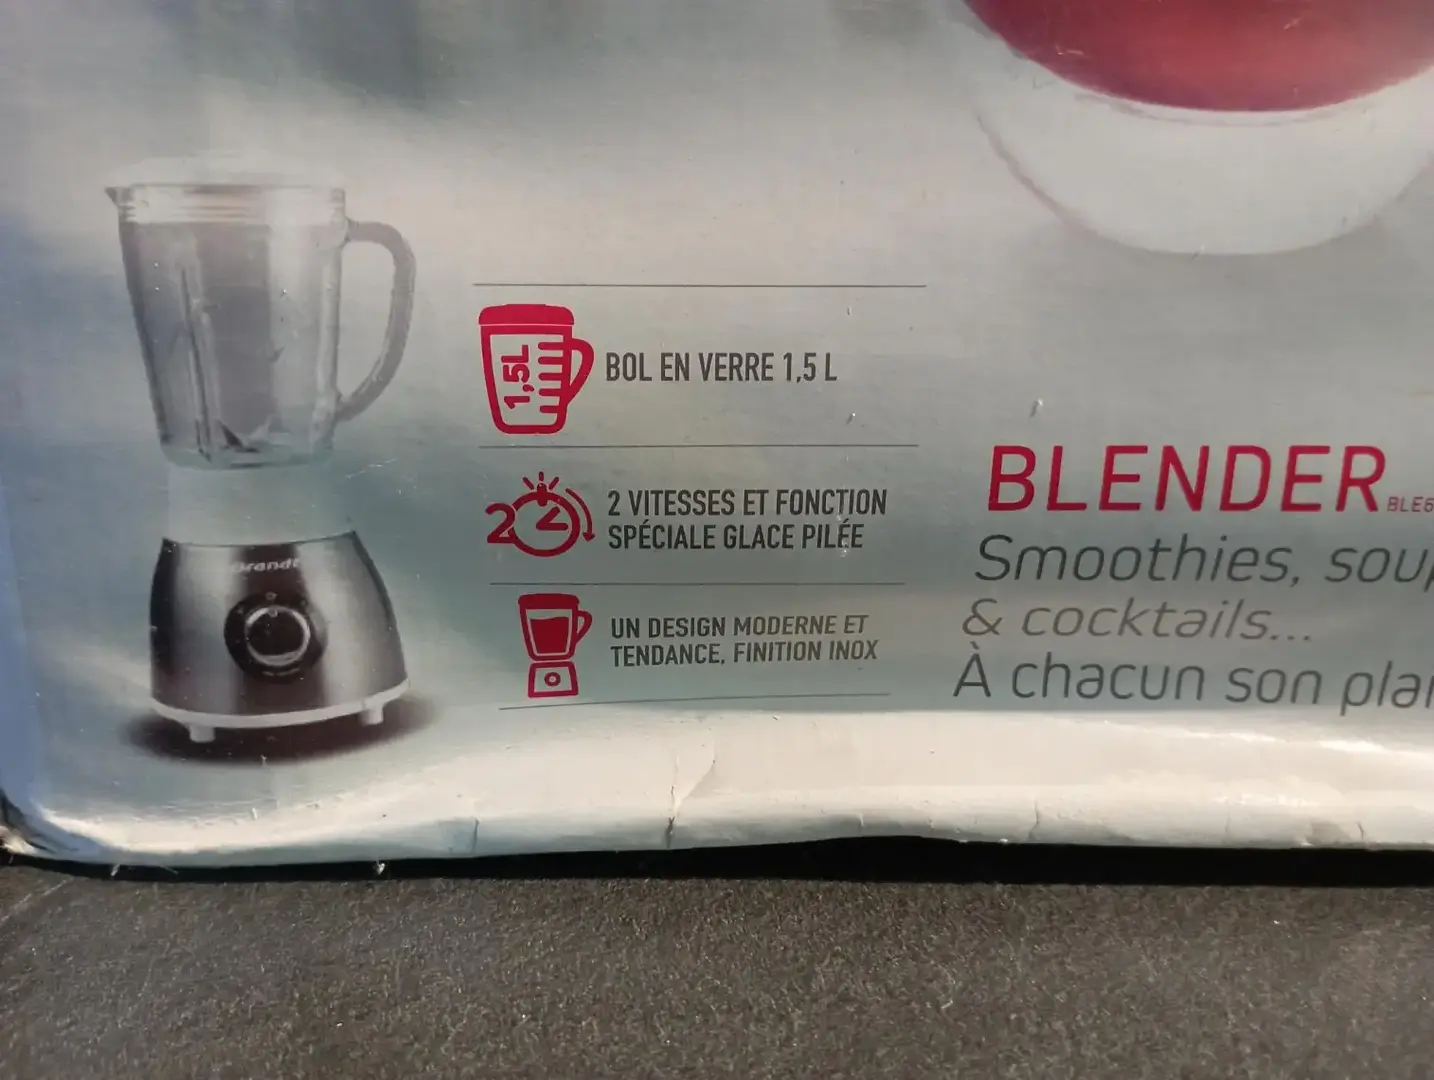 1,5L
BOL EN VERRE 1,5 L
2
2 VITESSES ET FONCTION
SPÉCIALE GLACE PILÉE
UN DESIGN MODERNE ET
TENDANCE, FINITION INOX
Brandt
BLENDER
Smoothies,
& cocktails...
À chacun son